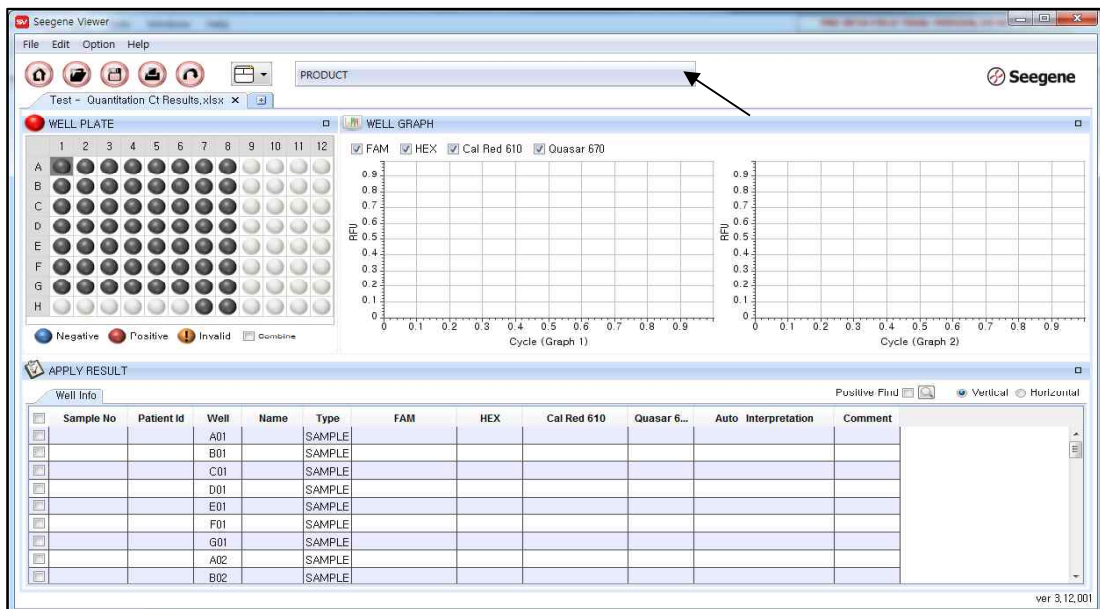 Seegene Viewer
File Edit Option Help
PRODUCT
Seegene
Test - Quantitation Ct Results,xlsx
WELL PLATE
WELL GRAPH
1 2 3 4 5 6 7 8 9 10 11 12
A
B
C
D
E
F
G
H
Negative Positive Invalid Combine
FAM HEX Cal Red 610 Quasar 670
0.9
0.8
0.7
0.6
0.5
0.4
0.3
0.2
0.1
0
RFU
0 0.1 0.2 0.3 0.4 0.5 0.6 0.7 0.8 0.9
Cycle (Graph 1)
0.9
0.8
0.7
0.6
0.5
0.4
0.3
0.2
0.1
0
RFU
0 0.1 0.2 0.3 0.4 0.5 0.6 0.7 0.8 0.9
Cycle (Graph 2)
APPLY RESULT
Well Info
Positive Find Vertical Horizontal
Sample No Patient Id Well Name Type FAM HEX Cal Red 610 Quasar 6... Auto Interpretation Comment
A01 SAMPLE
B01 SAMPLE
C01 SAMPLE
D01 SAMPLE
E01 SAMPLE
F01 SAMPLE
G01 SAMPLE
A02 SAMPLE
B02 SAMPLE
ver 3,12,001